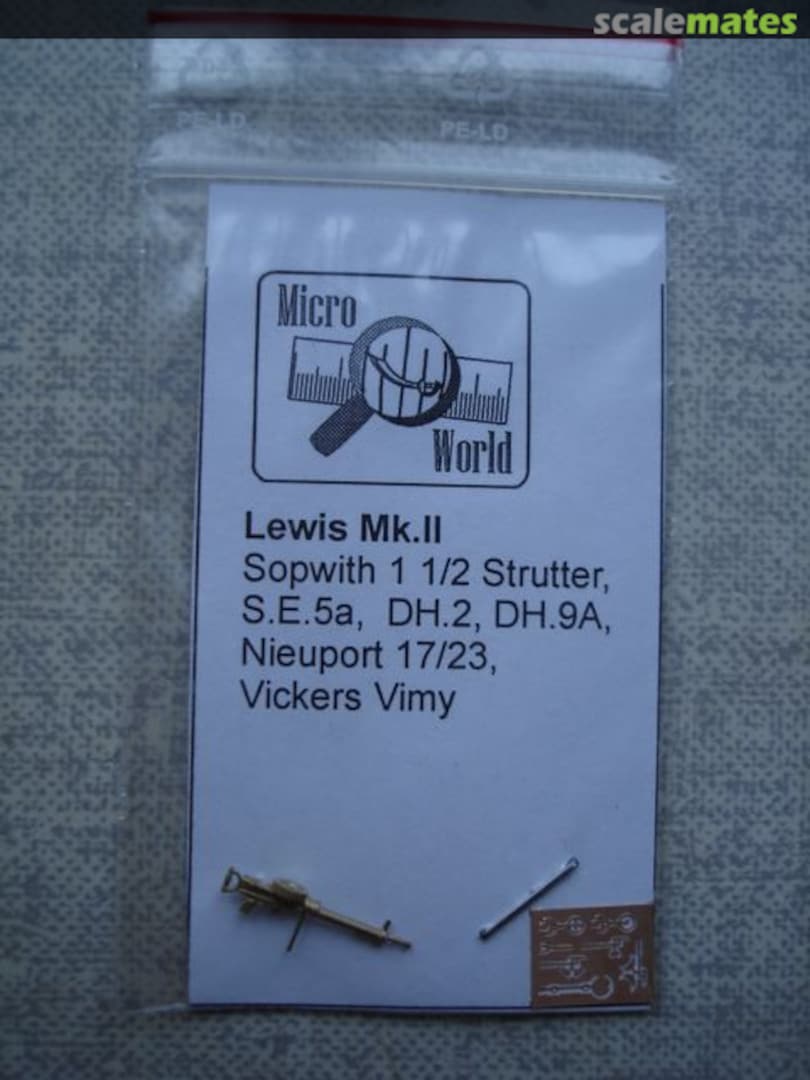 scalemates
PE-LD
PE-LD
Micro
World
Lewis Mk.II
Sopwith 1 1/2 Strutter,
S.E.5a, DH.2, DH.9A,
Nieuport 17/23,
Vickers Vimy